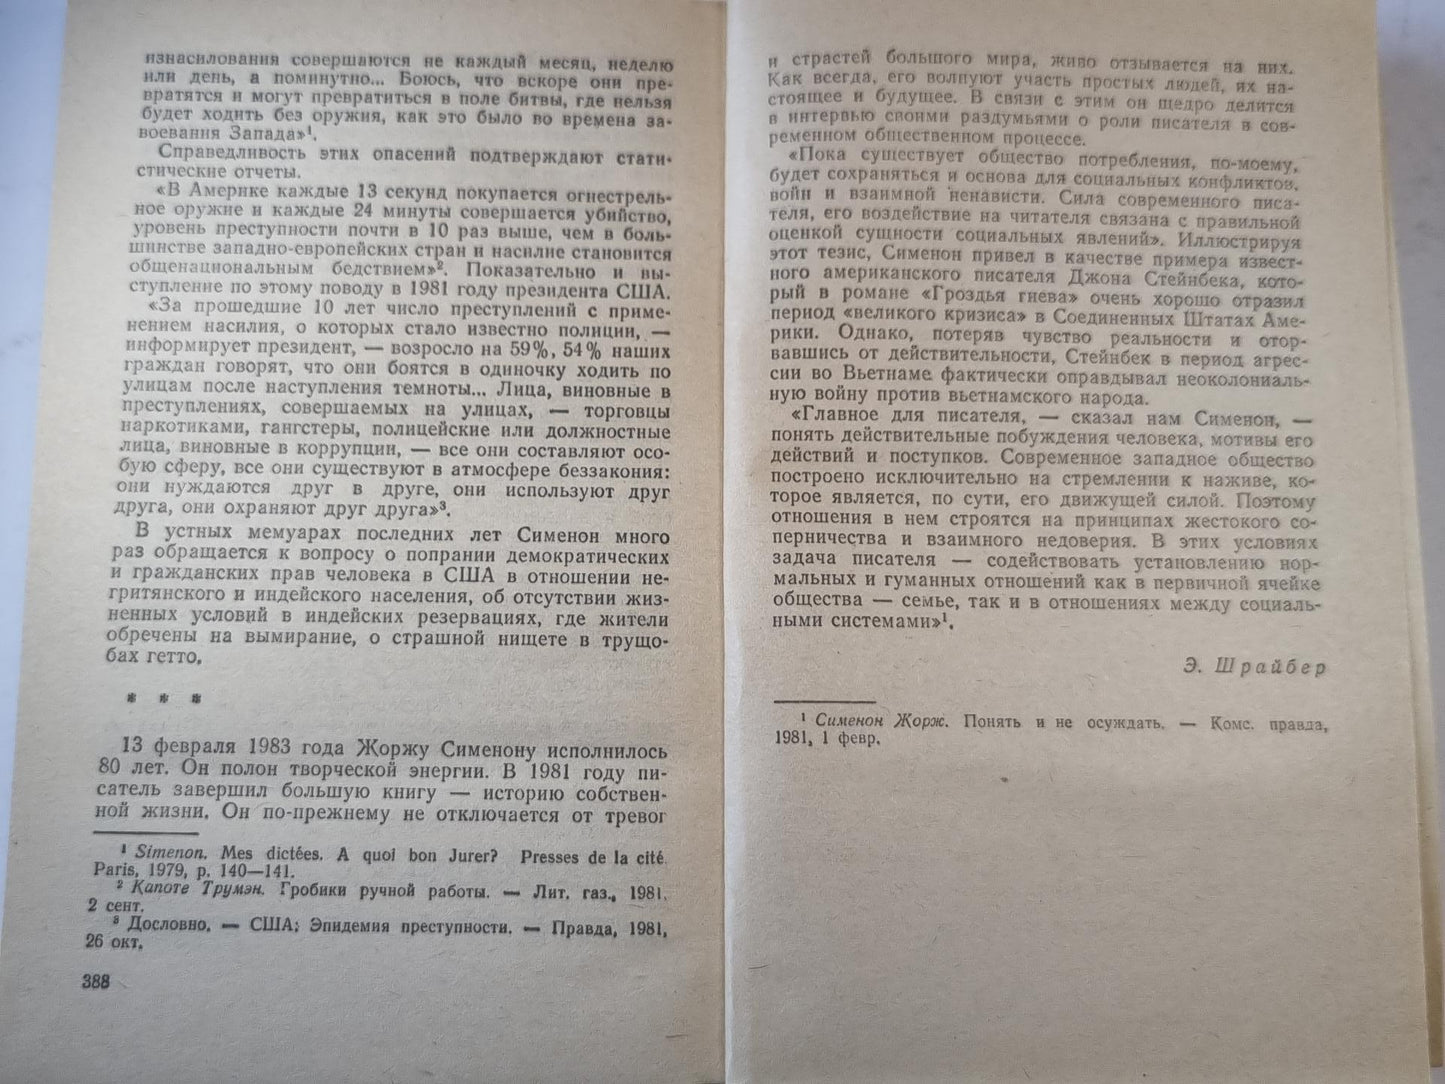 изнасилования совершаются не каждый месяц, неделю
или день, а поминутно... Боюсь, что вскоре они пре-
вратятся и могут превратиться в поле битвы, где нельзя
будет ходить без оружия, как это было во времена за-
воевания Запада»¹.
Справедливость этих опасений подтверждают стати-
стические отчеты.
«В Америке каждые 13 секунд покупается огнестрель-
ное оружие и каждые 24 минуты совершается убийство,
уровень преступности почти в 10 раз выше, чем в боль-
шинстве западно-европейских стран и насилие становится
общенациональным бедствием»². Показательно и вы-
ступление по этому поводу в 1981 году президента США.
«За прошедшие 10 лет число преступлений с приме-
нением насилия, о которых стало известно полиции, —
информирует президент, — возросло на 59%, 54% наших
граждан говорят, что они боятся в одиночку ходить по
улицам после наступления темноты... Лица, виновные в
преступлениях, совершаемых на улицах, — торговцы
наркотиками, гангстеры, полицейские или должностные
лица, виновные в коррупции, — все они составляют осо-
бую сферу, все они существуют в атмосфере беззакония:
они нуждаются друг в друге, они используют друг
друга, они охраняют друг друга»³.
В устных мемуарах последних лет Сименон много
раз обращается к вопросу о попрании демократических
и гражданских прав человека в США в отношении не-
гритянского и индейского населения, об отсутствии жиз-
ненных условий в индейских резервациях, где жители
обречены на вымирание, о страшной нищете в трущо-
бах гетто.
* * *
13 февраля 1983 года Жоржу Сименону исполнилось
80 лет. Он полон творческой энергии. В 1981 году пи-
сатель завершил большую книгу — историю собствен-
ной жизни. Он по-прежнему не отключается от тревог
¹ Simenon. Mes dictées. A quoi bon Jurer? Presses de la cité.
Paris, 1979, p. 140—141.
² Капоте Трумэн. Гробики ручной работы. — Лит. газ., 1981,
2 сент.
³ Дословно. — США: Эпидемия преступности. — Правда, 1981,
26 окт.
388
и страстей большого мира, живо отзывается на них.
Как всегда, его волнуют участь простых людей, их на-
стоящее и будущее. В связи с этим он щедро делится
в интервью своими раздумьями о роли писателя в сов-
ременном общественном процессе.
«Пока существует общество потребления, по-моему,
будет сохраняться и основа для социальных конфликтов,
войн и взаимной ненависти. Сила современного писа-
теля, его воздействие на читателя связана с правильной
оценкой сущности социальных явлений». Иллюстрируя
этот тезис, Сименон привел в качестве примера извест-
ного американского писателя Джона Стейнбека, кото-
рый в романе «Гроздья гнева» очень хорошо отразил
период «великого кризиса» в Соединенных Штатах Аме-
рики. Однако, потеряв чувство реальности и отор-
вавшись от действительности, Стейнбек в период агрес-
сии во Вьетнаме фактически оправдывал неоколониаль-
ную войну против вьетнамского народа.
«Главное для писателя, — сказал нам Сименон, —
понять действительные побуждения человека, мотивы его
действий и поступков. Современное западное общество
построено исключительно на стремлении к наживе, ко-
торое является, по сути, его движущей силой. Поэтому
отношения в нем строятся на принципах жестокого со-
перничества и взаимного недоверия. В этих условиях
задача писателя — содействовать установлению нор-
мальных и гуманных отношений как в первичной ячейке
общества — семье, так и в отношениях между социаль-
ными системами»¹.
Э. Шрайбер
¹ Сименон Жорж. Понять и не осуждать. — Комс. правда,
1981, 1 февр.